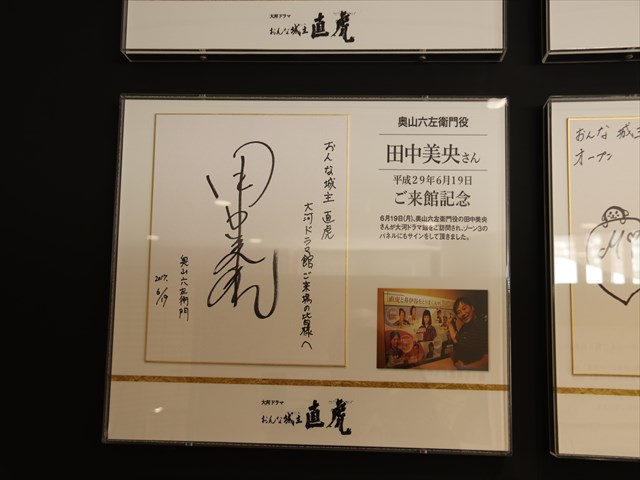 大河ドラマ
おんな城主 直虎
おんな城主 直虎
大河ドラマ館ご来場の皆様へ
田中美央
奥山六左衛門
2017.
6/19
奥山六左衛門役
田中美央さん
平成29年6月19日
ご来館記念
6月19日(月)、奥山六左衛門役の田中美央
さんが大河ドラマ館をご訪問され、ゾーン3の
パネルにもサインをして頂きました。
大河ドラマ
おんな城主 直虎
おんな 城主
オープン